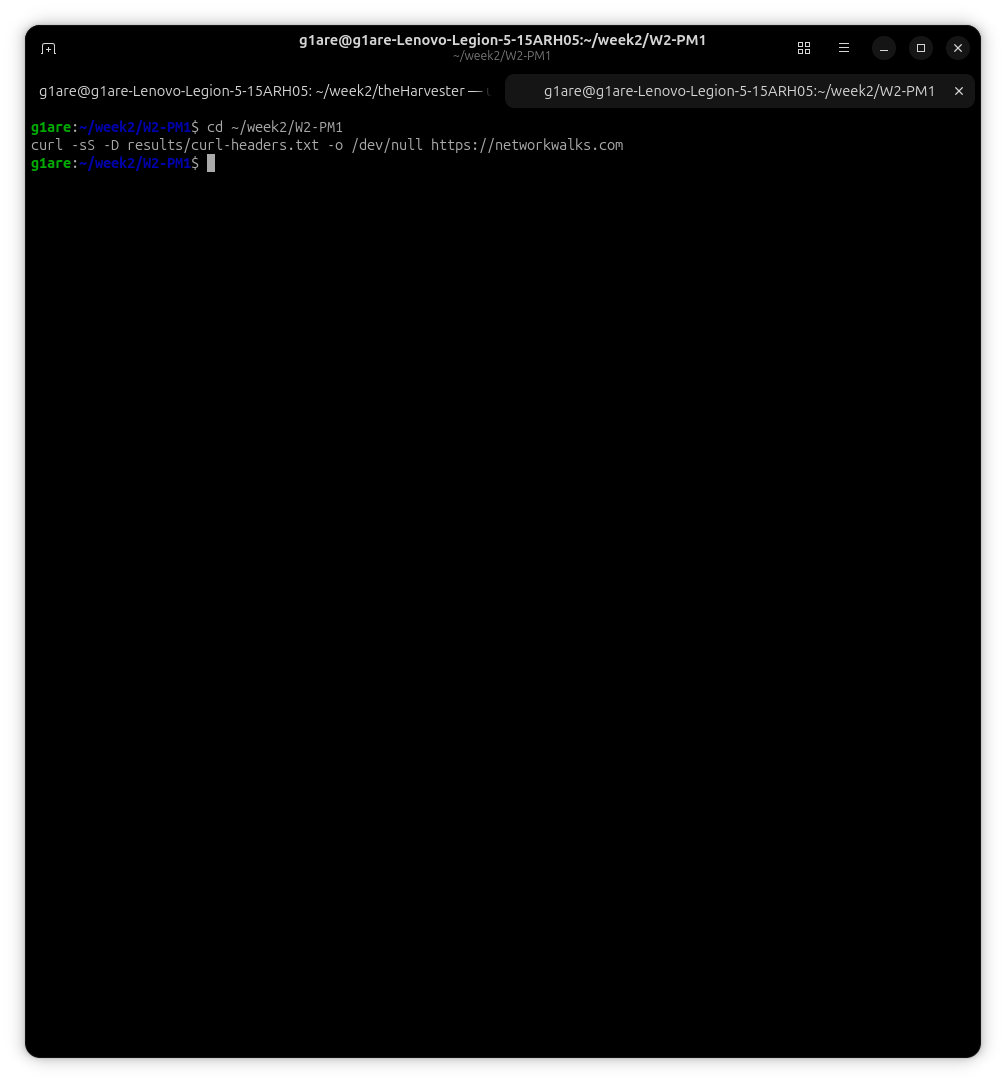 g1are@g1are-Lenovo-Legion-5-15ARH05:~/week2/W2-PM1
~/week2/W2-PM1
g1are@g1are-Lenovo-Legion-5-15ARH05: ~/week2/theHarvester —
g1are@g1are-Lenovo-Legion-5-15ARH05:~/week2/W2-PM1
g1are:~/week2/W2-PM1$ cd ~/week2/W2-PM1
curl -sS -D results/curl-headers.txt -o /dev/null https://networkwalks.com
g1are:~/week2/W2-PM1$